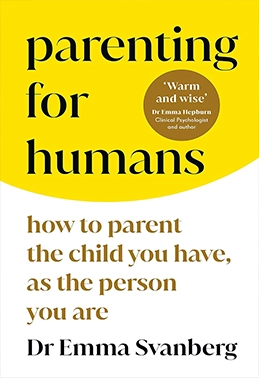 parenting
for
humans
‘Warm
and wise’
Dr Emma Hepburn
Clinical Psychologist
and author
how to parent
the child you have,
as the person
you are
Dr Emma Svanberg